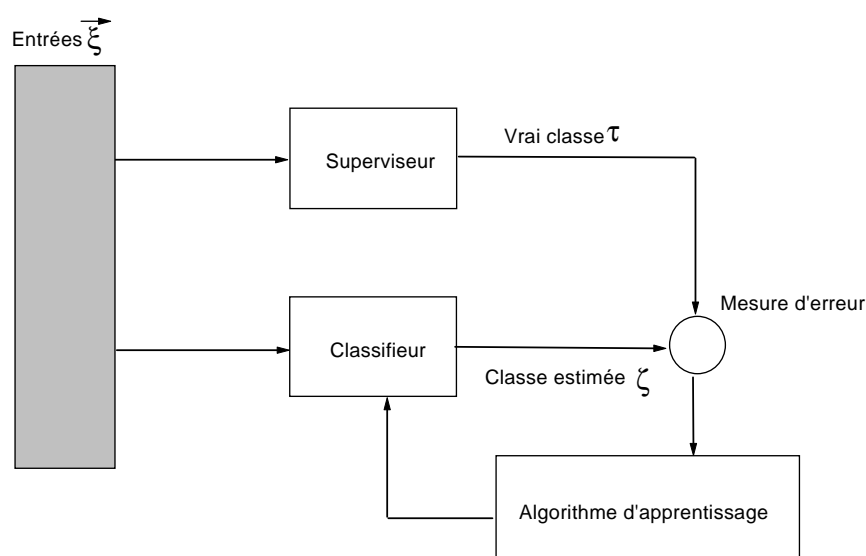 Entrées ξ⃗
Superviseur
Vrai classe τ
Mesure d'erreur
Classifieur
Classe estimée ζ
Algorithme d'apprentissage